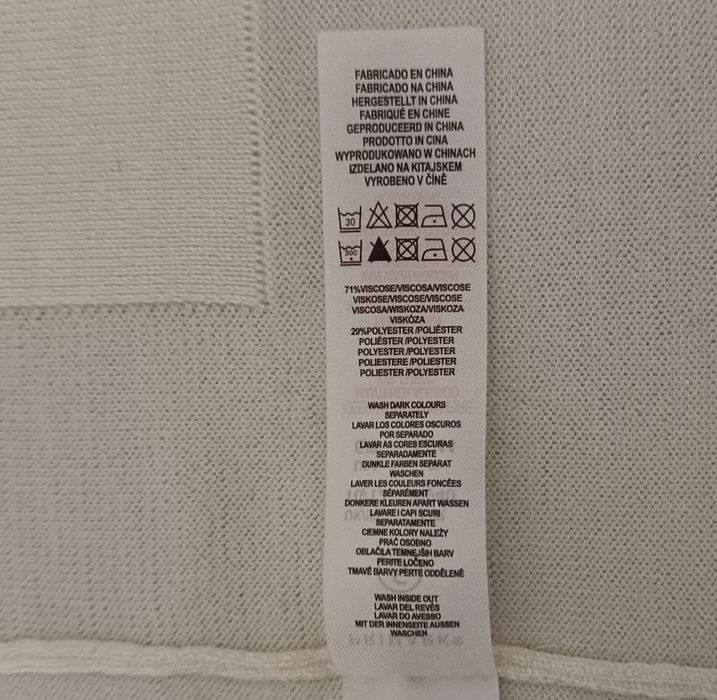 FABRICADO EN CHINA
FABRICADO NA CHINA
HERGESTELLT IN CHINA
FABRIQUÉ EN CHINE
GEPRODUCEERD IN CHINA
PRODOTTO IN CINA
WYPRODUKOWANO W CHINACH
IZDELANO NA KITAJSKEM
VYROBENO V ČÍNĚ
30
30C
71%VISCOSE/VISCOSA/VISCOSE
VISKOSE/VISCOSE/VISCOSE
VISCOSA/WISKOZA/VISKOZA
VISKÓZA
29%POLYESTER /POLIÉSTER
POLIÉSTER /POLYESTER
POLYESTER /POLYESTER
POLIESTERE /POLIESTER
POLIESTER /POLYESTER
WASH DARK COLOURS
SEPARATELY
LAVAR LOS COLORES OSCUROS
POR SEPARADO
LAVAR AS CORES ESCURAS
SEPARADAMENTE
DUNKLE FARBEN SEPARAT
WASCHEN
LAVER LES COULEURS FONCÉES
SÉPARÉMENT
DONKERE KLEUREN APART WASSEN
LAVARE I CAPI SCURI
SEPARATAMENTE
CIEMNE KOLORY NALEŻY
PRAĆ OSOBNO
OBLAČILA TEMNEJŠIH BARV
PERITE LOČENO
TMAVÉ BARVY PERTE ODDĚLENĚ
WASH INSIDE OUT
LAVAR DEL REVÉS
LAVAR DO AVESSO
MIT DER INNENSEITE AUSSEN
WASCHEN